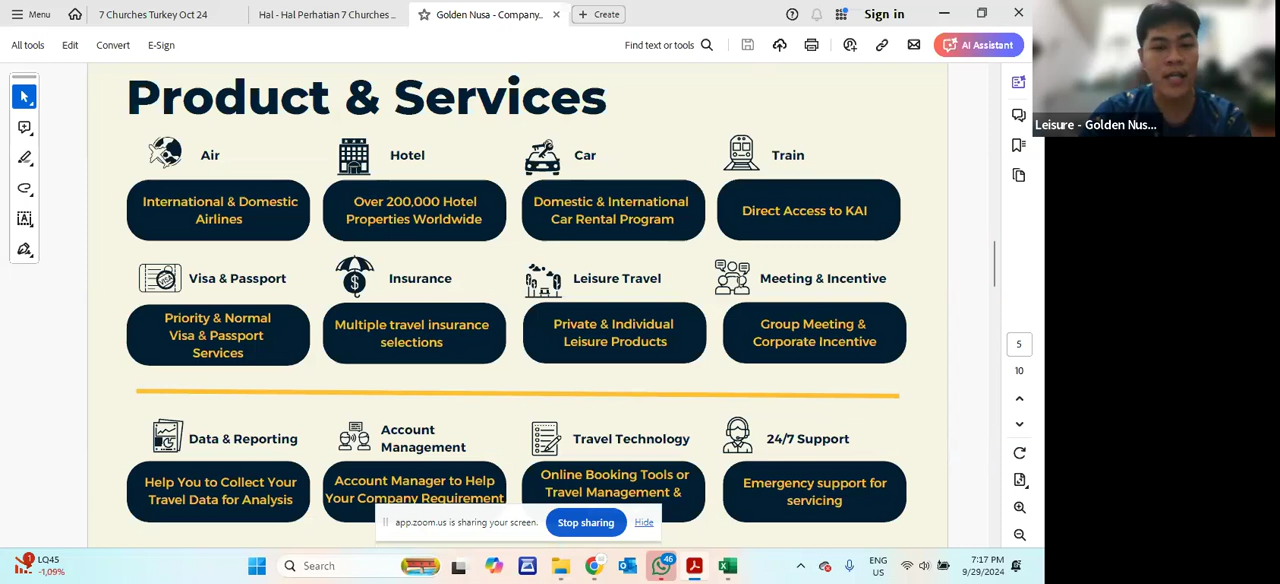 Menu
7 Churches Turkey Oct 24
Hal - Hal Perhatian 7 Churches ...
Golden Nusa - Company...
Create
Sign in
All tools
Edit
Convert
E-Sign
Find text or tools
AI Assistant
Leisure - Golden Nus...
Product & Services
Air
Hotel
Car
Train
International & Domestic
Airlines
Over 200,000 Hotel
Properties Worldwide
Domestic & International
Car Rental Program
Direct Access to KAI
Visa & Passport
Insurance
Leisure Travel
Meeting & Incentive
Priority & Normal
Visa & Passport
Services
Multiple travel insurance
selections
Private & Individual
Leisure Products
Group Meeting &
Corporate Incentive
5
10
Data & Reporting
Account
Management
Travel Technology
24/7 Support
Help You to Collect Your
Travel Data for Analysis
Account Manager to Help
Your Company Requirement
Online Booking Tools or
Travel Management &
Emergency support for
servicing
app.zoom.us is sharing your screen.
Stop sharing
Hide
1
LQ45
-1,09%
Search
46
ENG
US
7:17 PM
9/29/2024